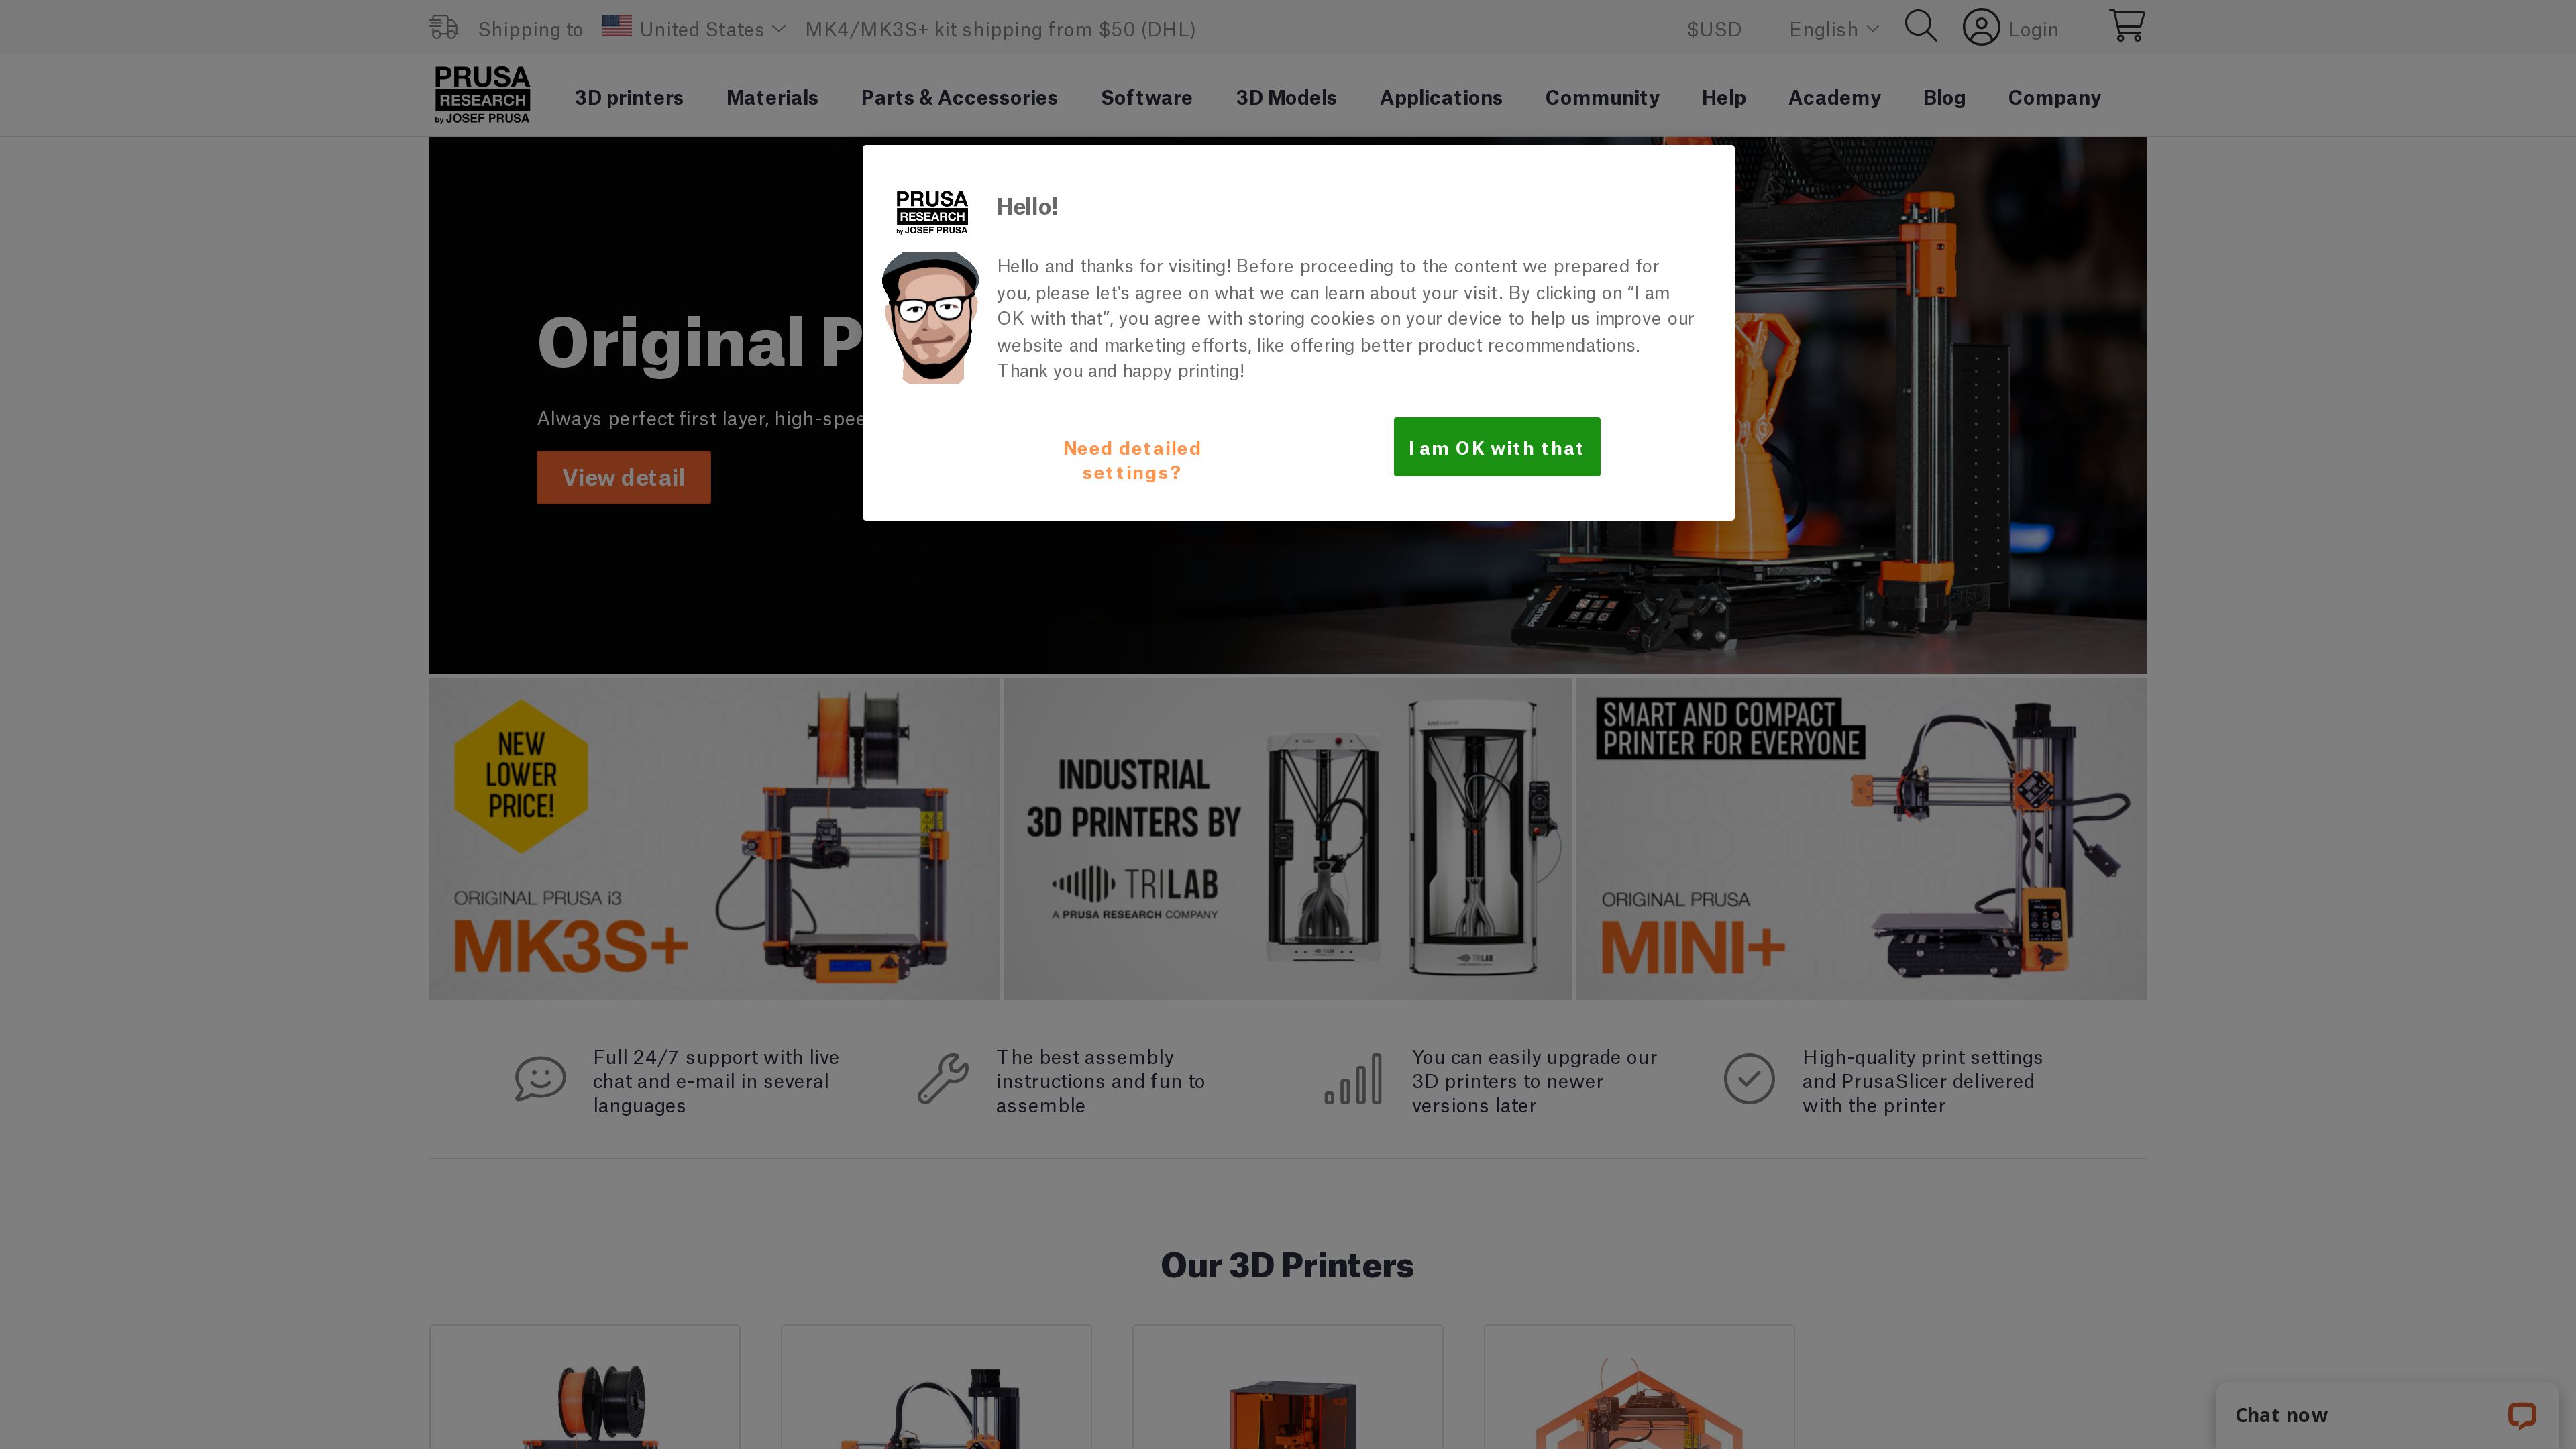 Shipping to United States MK4/MK3S+ kit shipping from $50 (DHL) $USD English Login
PRUSA
RESEARCH
by JOSEF PRUSA
3D printers Materials Parts & Accessories Software 3D Models Applications Community Help Academy Blog Company
PRUSA
RESEARCH
by JOSEF PRUSA
Hello!
Hello and thanks for visiting! Before proceeding to the content we prepared for
you, please let's agree on what we can learn about your visit. By clicking on “I am
OK with that”, you agree with storing cookies on your device to help us improve our
website and marketing efforts, like offering better product recommendations.
Thank you and happy printing!
Need detailed
settings?
I am OK with that
Original P
Always perfect first layer, high-spee
View detail
PRUSA MK4
NEW
LOWER
PRICE!
ORIGINAL PRUSA i3
MK3S+
INDUSTRIAL
3D PRINTERS BY
TRILAB
A PRUSA RESEARCH COMPANY
TRILAB
SMART AND COMPACT
PRINTER FOR EVERYONE
ORIGINAL PRUSA
MINI+
Full 24/7 support with live
chat and e-mail in several
languages
The best assembly
instructions and fun to
assemble
You can easily upgrade our
3D printers to newer
versions later
High-quality print settings
and PrusaSlicer delivered
with the printer
Our 3D Printers
Chat now